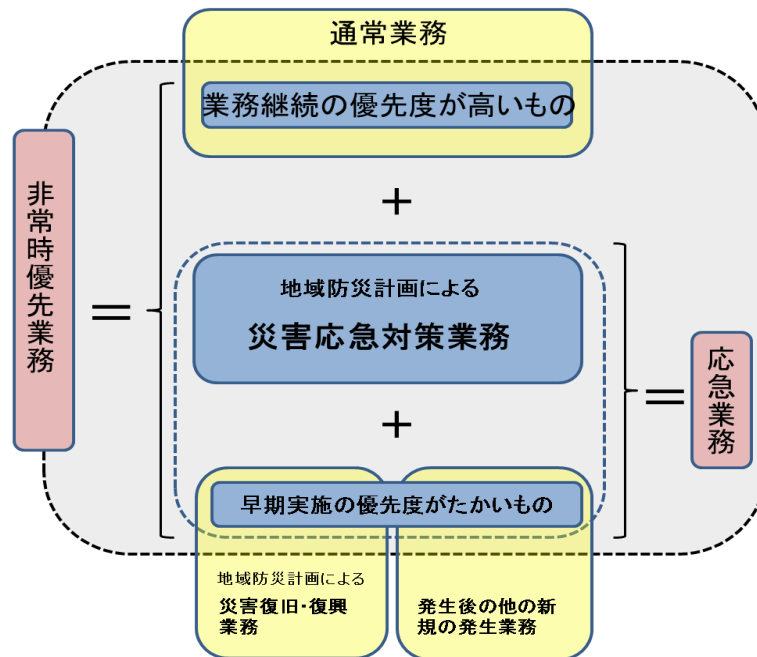 通常業務
業務継続の優先度が高いもの
+
非常時優先業務
=
地域防災計画による
災害応急対策業務
=
応急業務
+
早期実施の優先度がたかいもの
地域防災計画による
災害復旧・復興
業務
発生後の他の新
規の発生業務